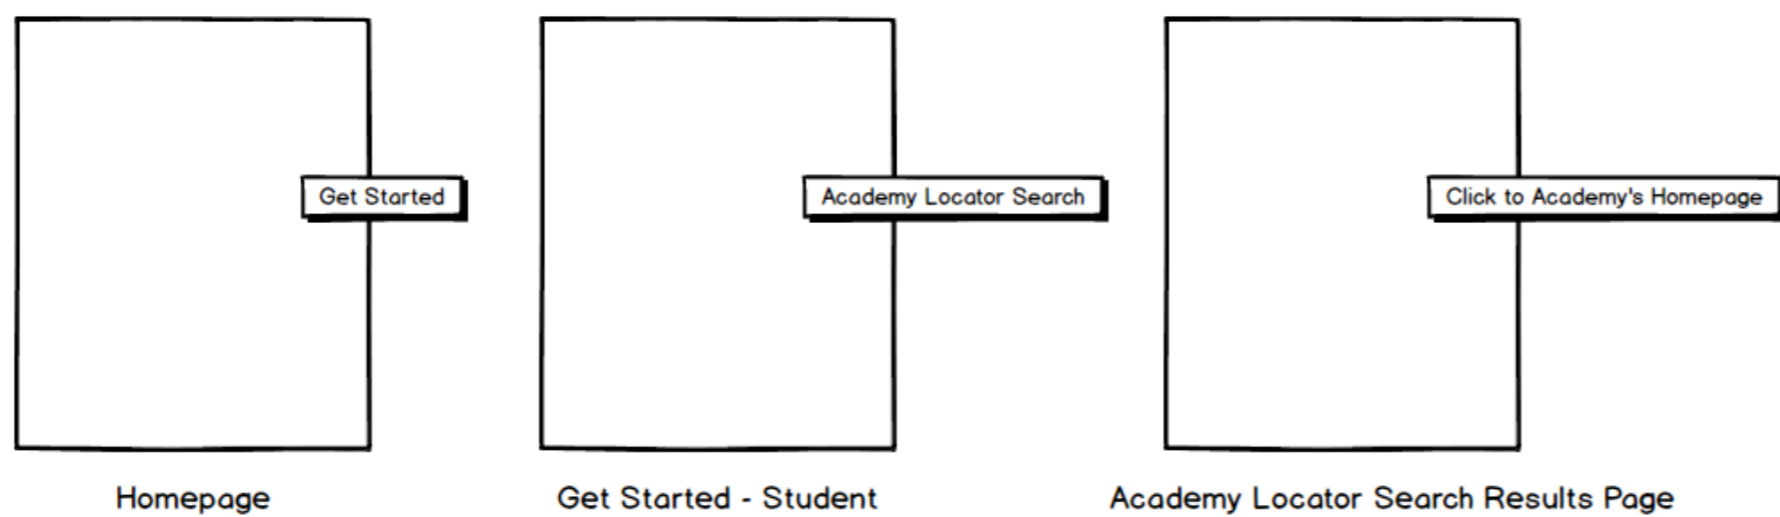 Get Started
Academy Locator Search
Click to Academy's Homepage
Homepage
Get Started - Student
Academy Locator Search Results Page